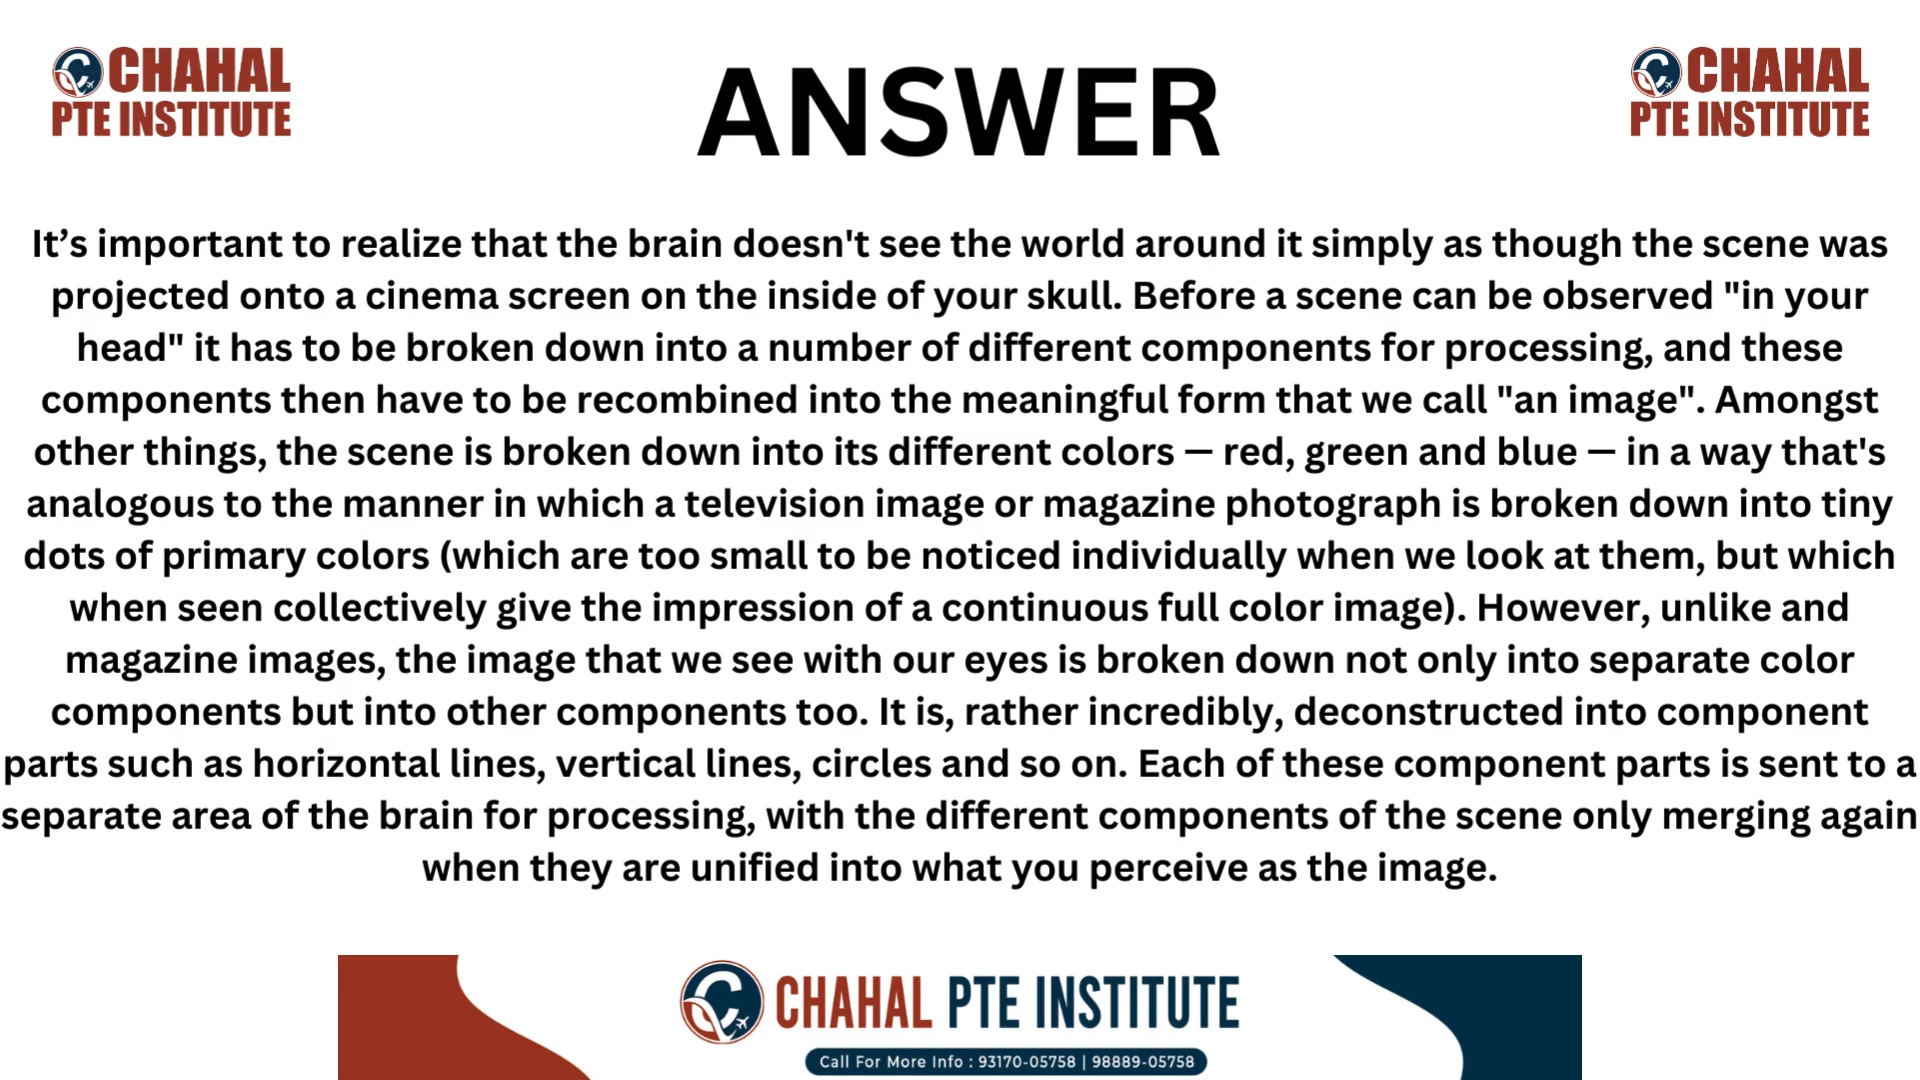 CHAHAL
PTE INSTITUTE
ANSWER
CHAHAL
PTE INSTITUTE
It’s important to realize that the brain doesn't see the world around it simply as though the scene was
projected onto a cinema screen on the inside of your skull. Before a scene can be observed "in your
head" it has to be broken down into a number of different components for processing, and these
components then have to be recombined into the meaningful form that we call "an image". Amongst
other things, the scene is broken down into its different colors — red, green and blue — in a way that's
analogous to the manner in which a television image or magazine photograph is broken down into tiny
dots of primary colors (which are too small to be noticed individually when we look at them, but which
when seen collectively give the impression of a continuous full color image). However, unlike and
magazine images, the image that we see with our eyes is broken down not only into separate color
components but into other components too. It is, rather incredibly, deconstructed into component
parts such as horizontal lines, vertical lines, circles and so on. Each of these component parts is sent to a
separate area of the brain for processing, with the different components of the scene only merging again
when they are unified into what you perceive as the image.
CHAHAL PTE INSTITUTE
Call For More Info : 93170-05758 | 98889-05758